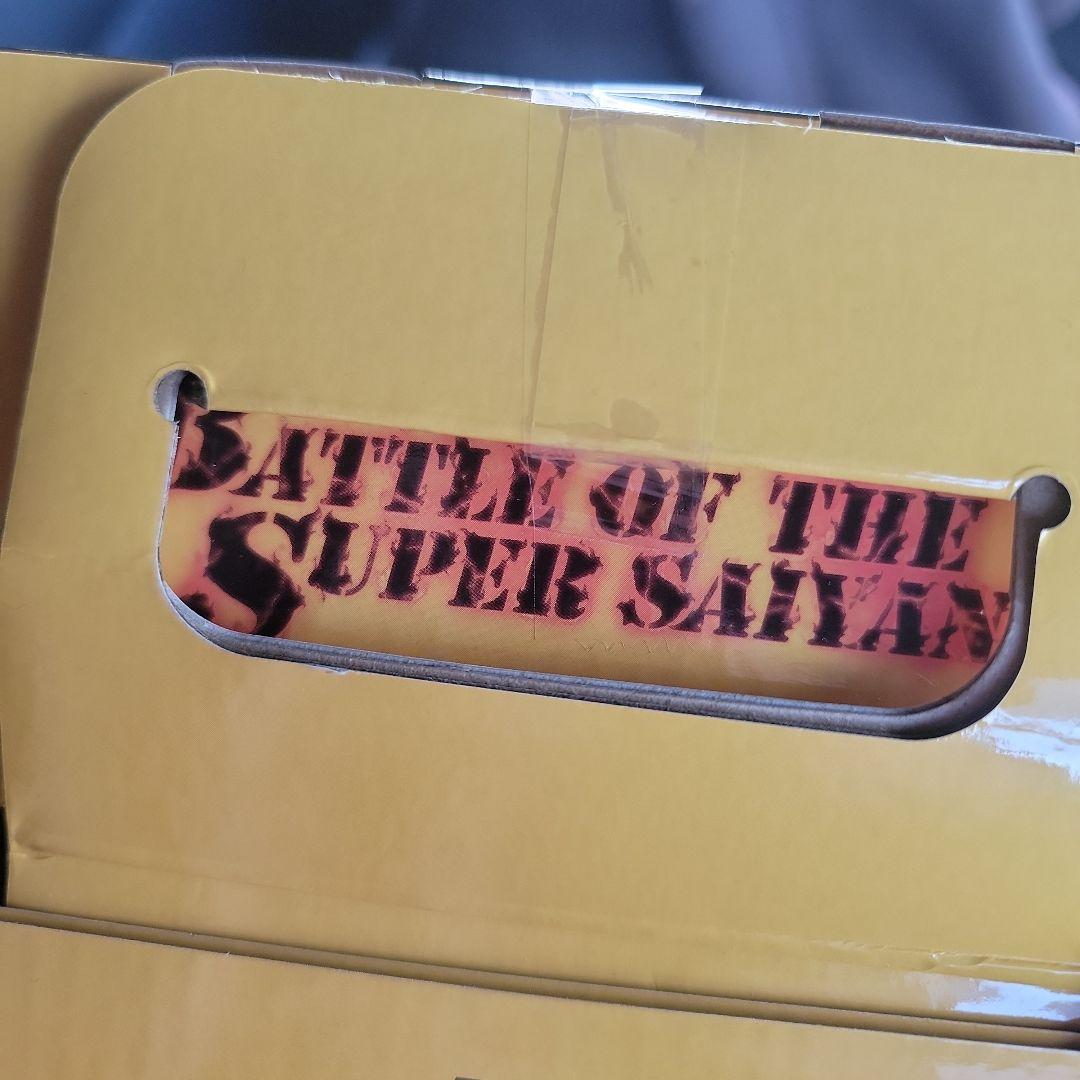 BATTLE OF THE
SUPER SAIYAN